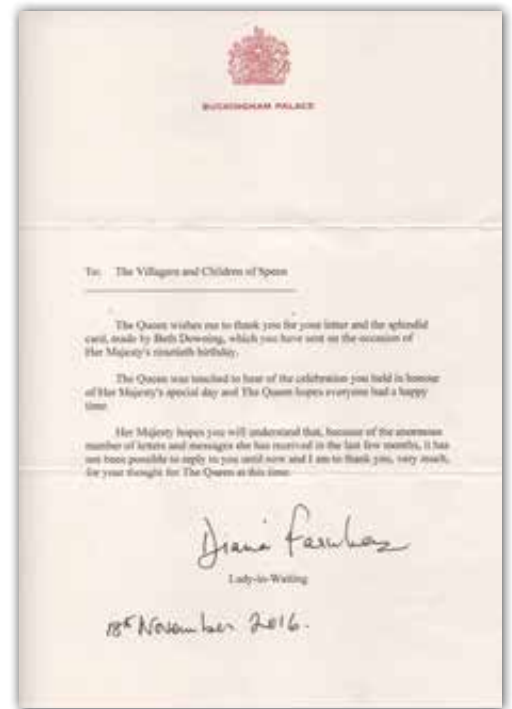 BUCKINGHAM PALACE
To: The Villagers and Children of Speen
The Queen wishes me to thank you for your letter and the splendid
card, made by Beth Downing, which you have sent on the occasion of
Her Majesty's ninetieth birthday.
The Queen was touched to hear of the celebration you held in honour
of Her Majesty's special day and The Queen hopes everyone had a happy
time.
Her Majesty hopes you will understand that, because of the enormous
number of letters and messages she has received in the last few months, it has
not been possible to reply to you until now and I am to thank you, very much,
for your thought for The Queen at this time.
Diana Farnham
Lady-in-Waiting
18th November 2016.